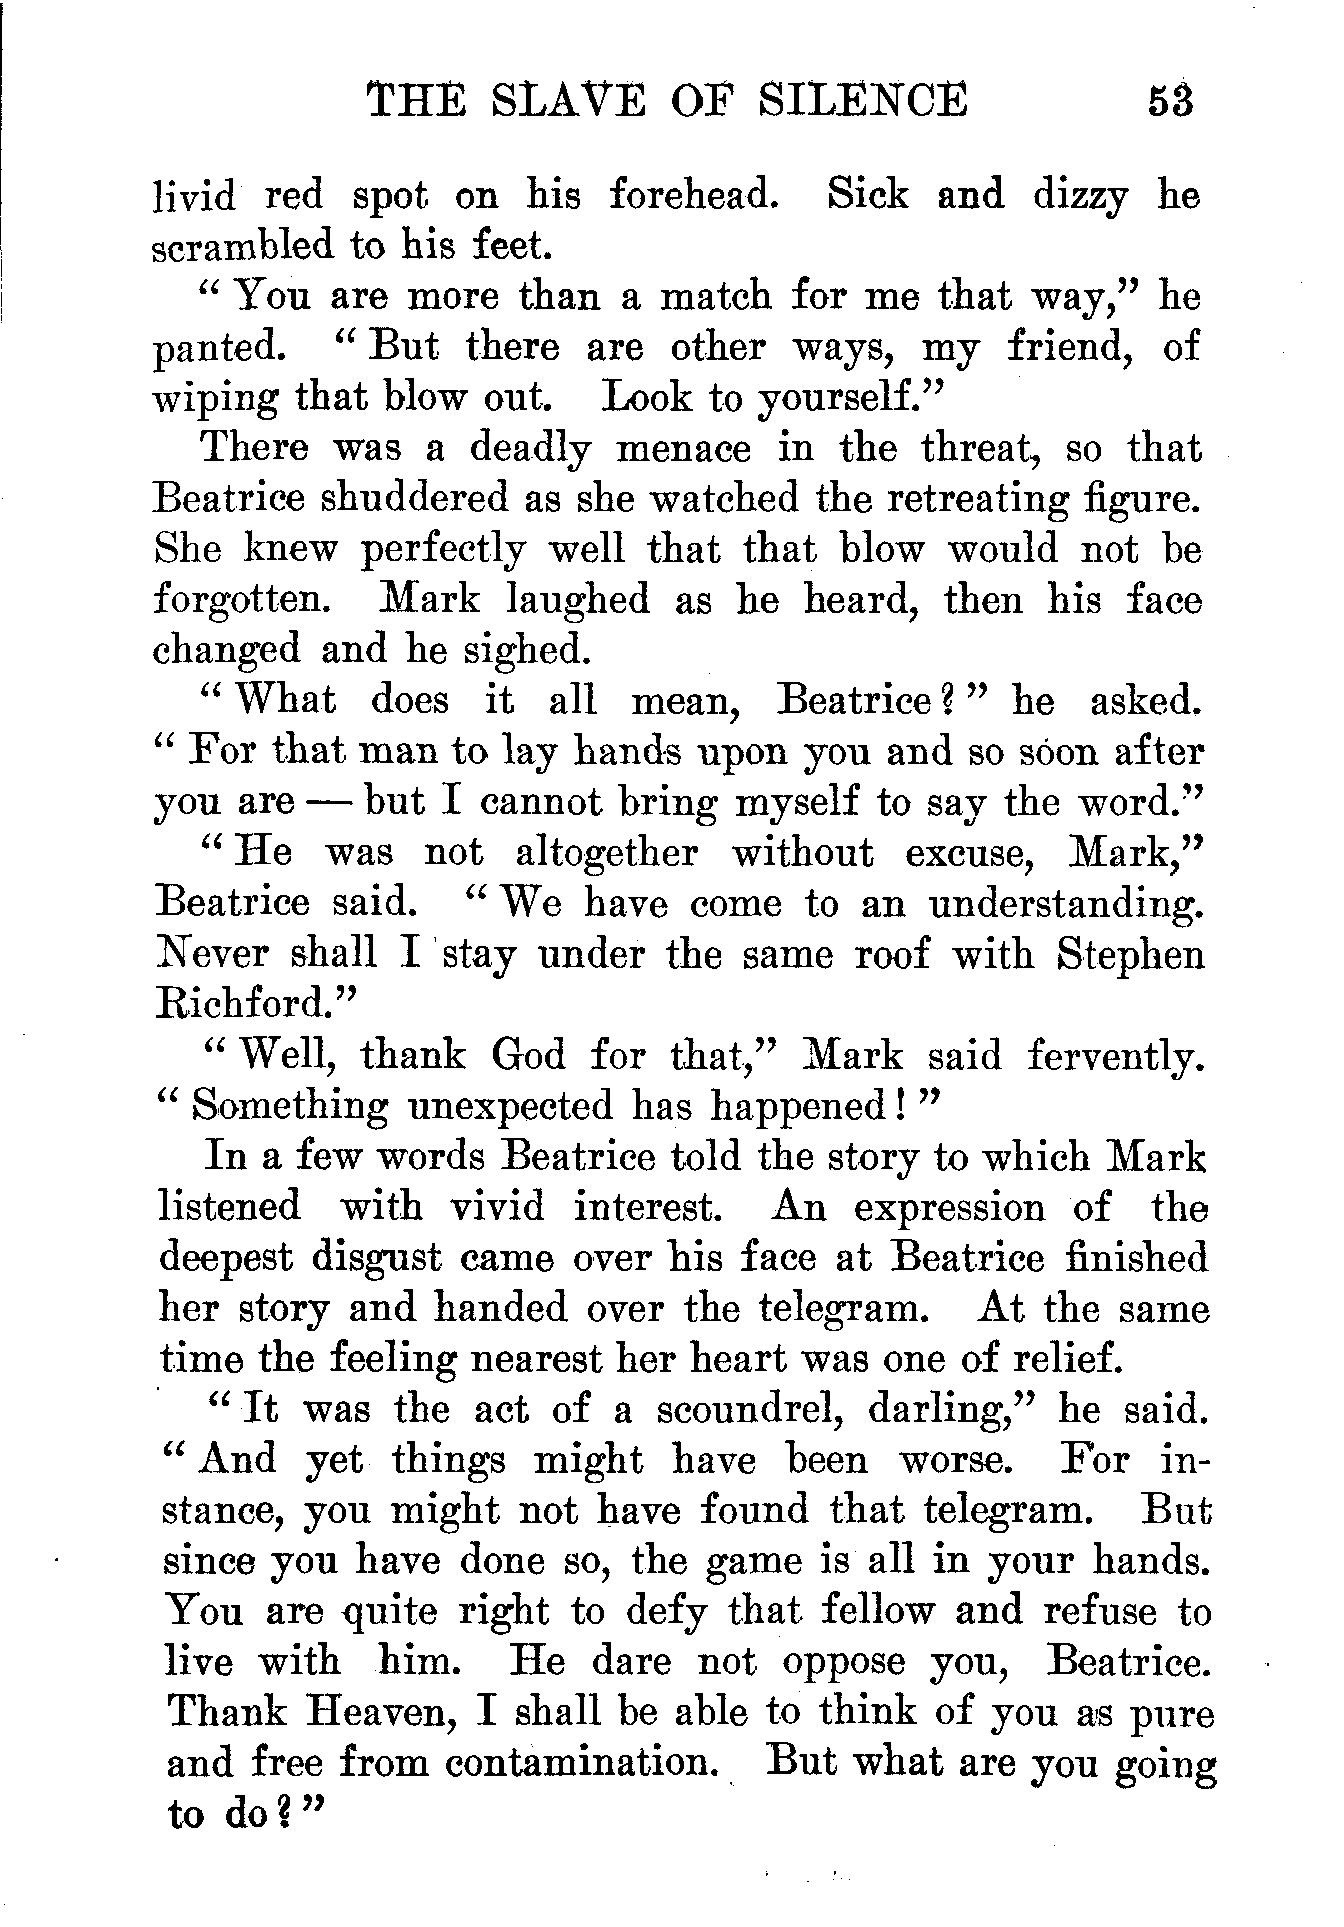 THE SLAVE OF SILENCE 53
livid red spot on his forehead. Sick and dizzy he
scrambled to his feet.
“ You are more than a match for me that way,” he
panted. “ But there are other ways, my friend, of
wiping that blow out. Look to yourself.”
There was a deadly menace in the threat, so that
Beatrice shuddered as she watched the retreating figure.
She knew perfectly well that that blow would not be
forgotten. Mark laughed as he heard, then his face
changed and he sighed.
“ What does it all mean, Beatrice? ” he asked.
“ For that man to lay hands upon you and so soon after
you are — but I cannot bring myself to say the word.”
“ He was not altogether without excuse, Mark,”
Beatrice said. “ We have come to an understanding.
Never shall I stay under the same roof with Stephen
Richford.”
“ Well, thank God for that,” Mark said fervently.
“ Something unexpected has happened! ”
In a few words Beatrice told the story to which Mark
listened with vivid interest. An expression of the
deepest disgust came over his face at Beatrice finished
her story and handed over the telegram. At the same
time the feeling nearest her heart was one of relief.
“ It was the act of a scoundrel, darling,” he said.
“ And yet things might have been worse. For in-
stance, you might not have found that telegram. But
since you have done so, the game is all in your hands.
You are quite right to defy that fellow and refuse to
live with him. He dare not oppose you, Beatrice.
Thank Heaven, I shall be able to think of you as pure
and free from contamination. But what are you going
to do? ”